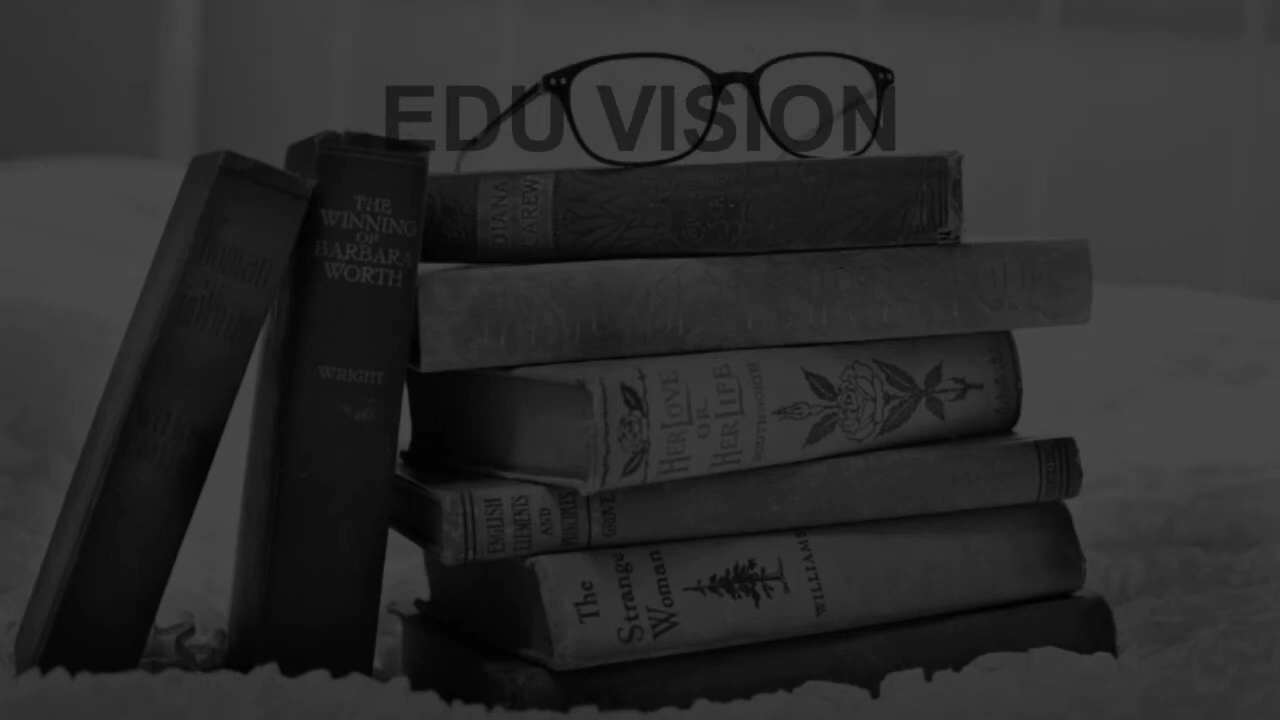 EDU VISION
DIANA
CAREW
THE
WINNING
OF
BARBARA
WORTH
WRIGHT
HER LOVE
OR
HER LIFE
SOUTHWORTH
ENGLISH
ELEMENTS
AND
PRINCIPLES
The
Strange
Woman
WILLIAMS